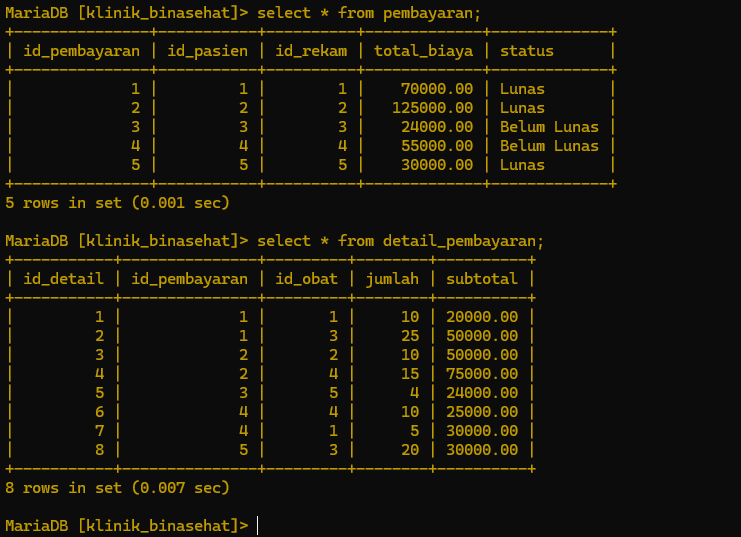 MariaDB [klinik_binasehat]> select * from pembayaran;
+---------------+-----------+----------+-------------+-------------+
| id_pembayaran | id_pasien | id_rekam | total_biaya | status      |
+---------------+-----------+----------+-------------+-------------+
|             1 |         1 |        1 |    70000.00 | Lunas       |
|             2 |         2 |        2 |   125000.00 | Lunas       |
|             3 |         3 |        3 |    24000.00 | Belum Lunas |
|             4 |         4 |        4 |    55000.00 | Belum Lunas |
|             5 |         5 |        5 |    30000.00 | Lunas       |
+---------------+-----------+----------+-------------+-------------+
5 rows in set (0.001 sec)

MariaDB [klinik_binasehat]> select * from detail_pembayaran;
+-----------+---------------+---------+--------+----------+
| id_detail | id_pembayaran | id_obat | jumlah | subtotal |
+-----------+---------------+---------+--------+----------+
|         1 |             1 |       1 |     10 | 20000.00 |
|         2 |             1 |       3 |     25 | 50000.00 |
|         3 |             2 |       2 |     10 | 50000.00 |
|         4 |             2 |       4 |     15 | 75000.00 |
|         5 |             3 |       5 |      4 | 24000.00 |
|         6 |             4 |       4 |     10 | 25000.00 |
|         7 |             4 |       1 |      5 | 30000.00 |
|         8 |             5 |       3 |     20 | 30000.00 |
+-----------+---------------+---------+--------+----------+
8 rows in set (0.007 sec)

MariaDB [klinik_binasehat]>